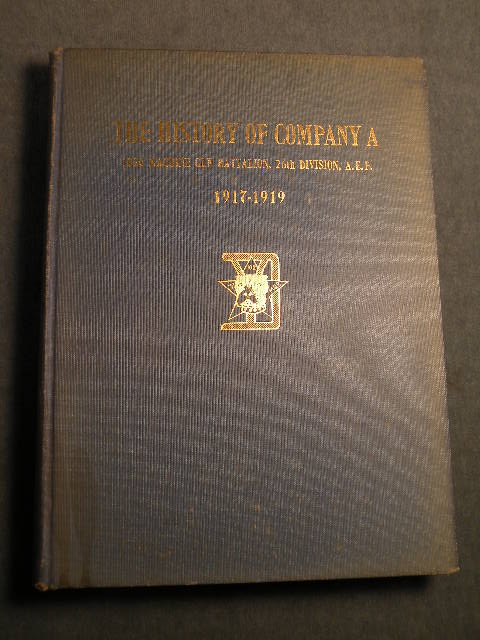 THE HISTORY OF COMPANY A
MACHINE GUN BATTALION, 26th DIVISION, A.E.F.
1917-1919